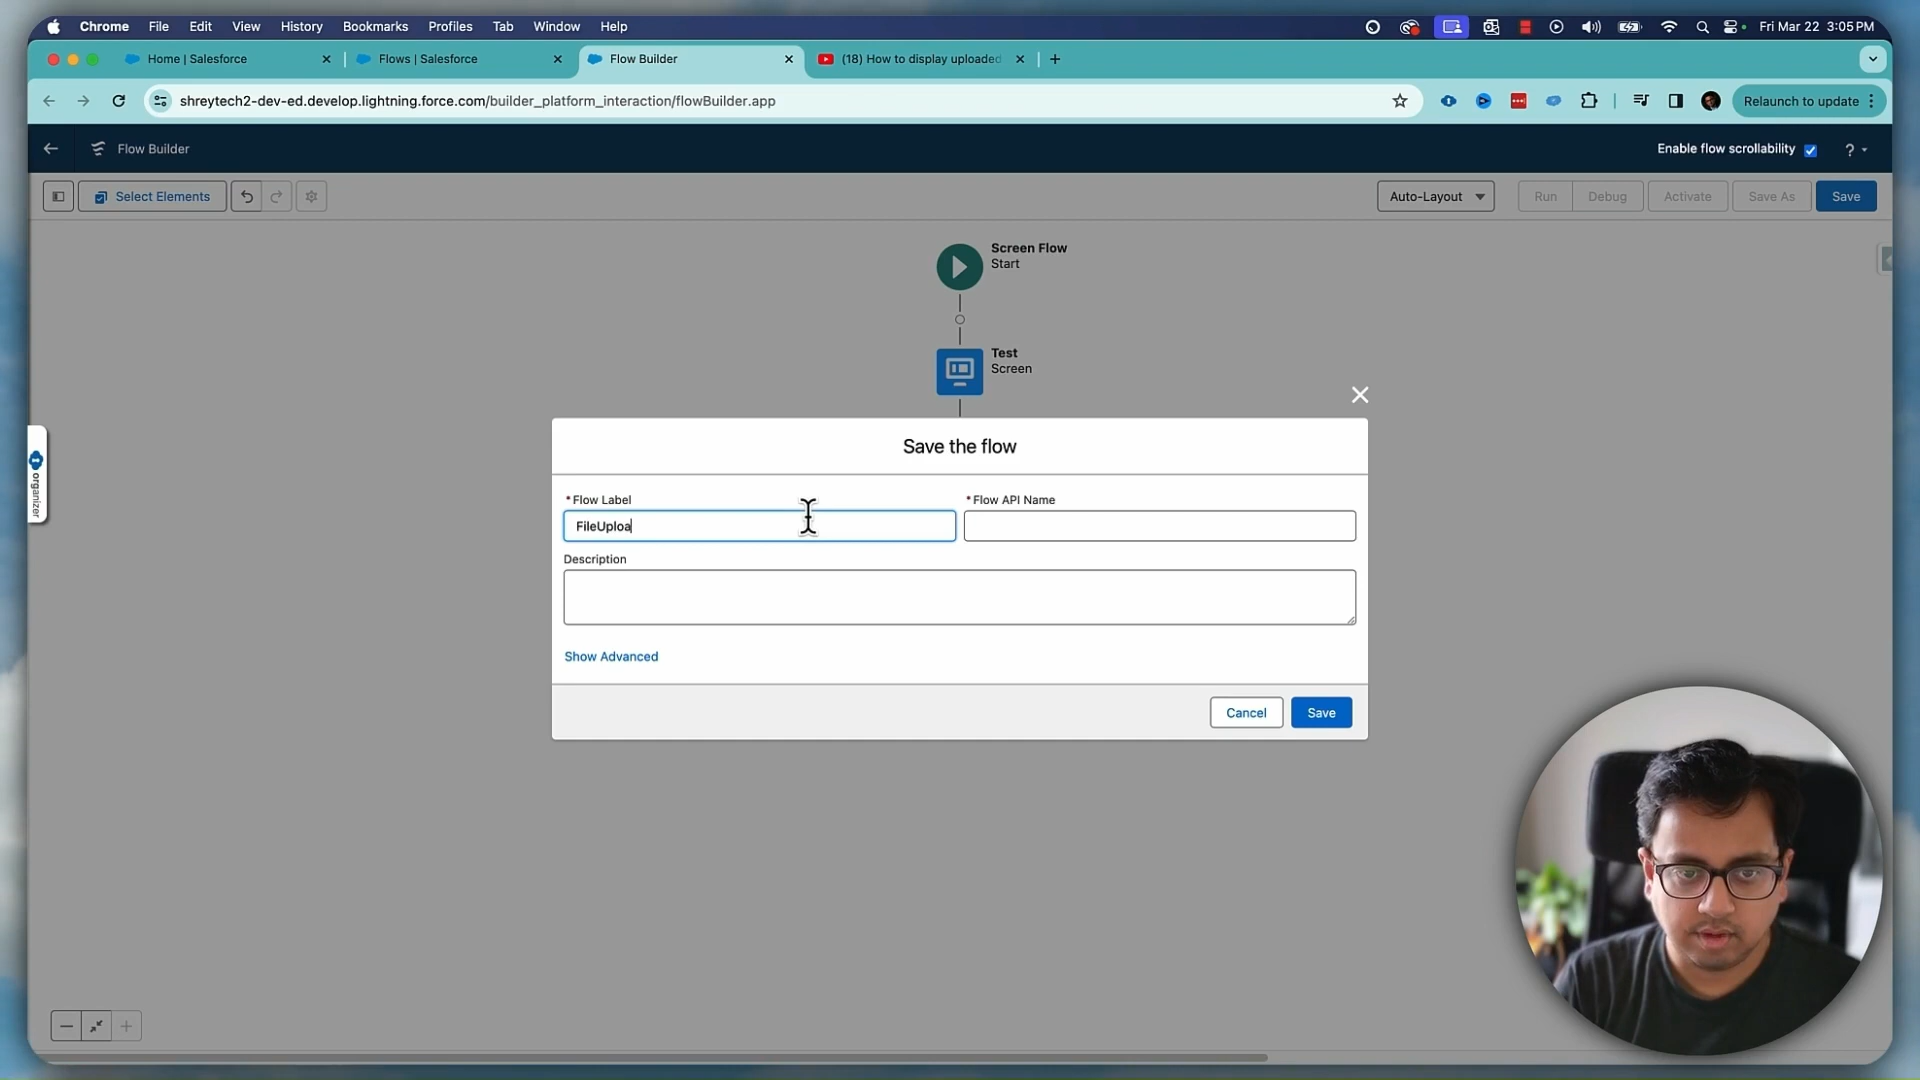 Chrome File Edit View History Bookmarks Profiles Tab Window Help Fri Mar 22 3:05 PM
Home | Salesforce Flows | Salesforce Flow Builder (18) How to display uploaded
shreytech2-dev-ed.develop.lightning.force.com/builder_platform_interaction/flowBuilder.app Relaunch to update
Flow Builder Enable flow scrollability ?
Select Elements Auto-Layout Run Debug Activate Save As Save
Screen Flow
Start
Test
Screen
organizer
Save the flow
*Flow Label *Flow API Name
FileUploa
Description
Show Advanced
Cancel Save